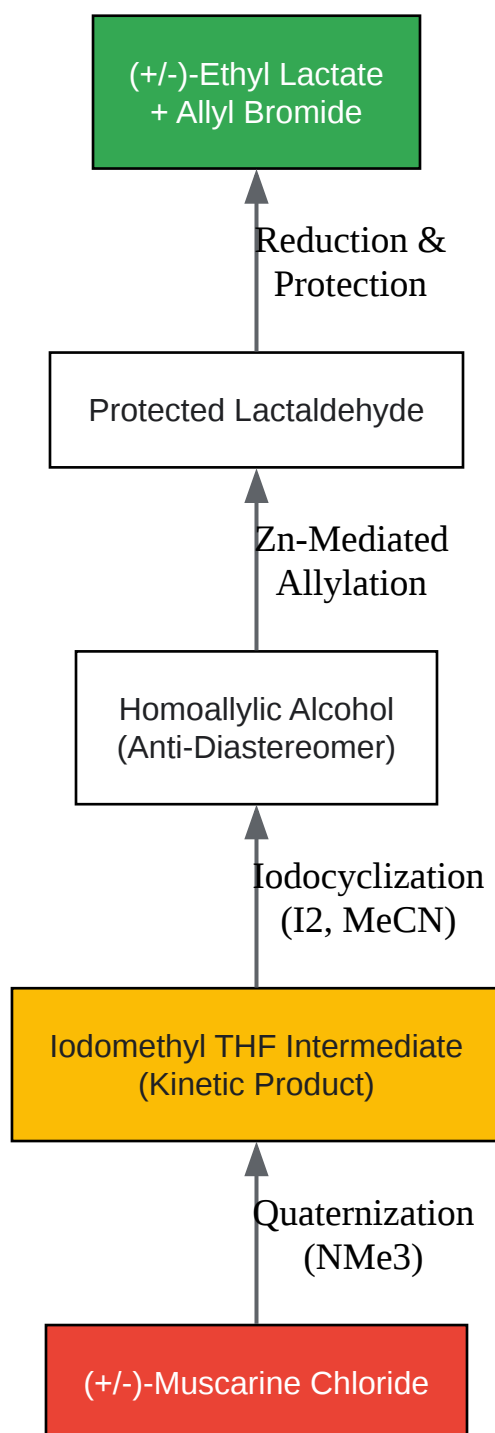 (+/-)-Ethyl Lactate
+ Allyl Bromide
Reduction &
Protection
Protected Lactaldehyde
Zn-Mediated
Allylation
Homoallylic Alcohol
(Anti-Diastereomer)
Iodocyclization
(I2, MeCN)
Iodomethyl THF Intermediate
(Kinetic Product)
Quaternization
(NMe3)
(+/-)-Muscarine Chloride